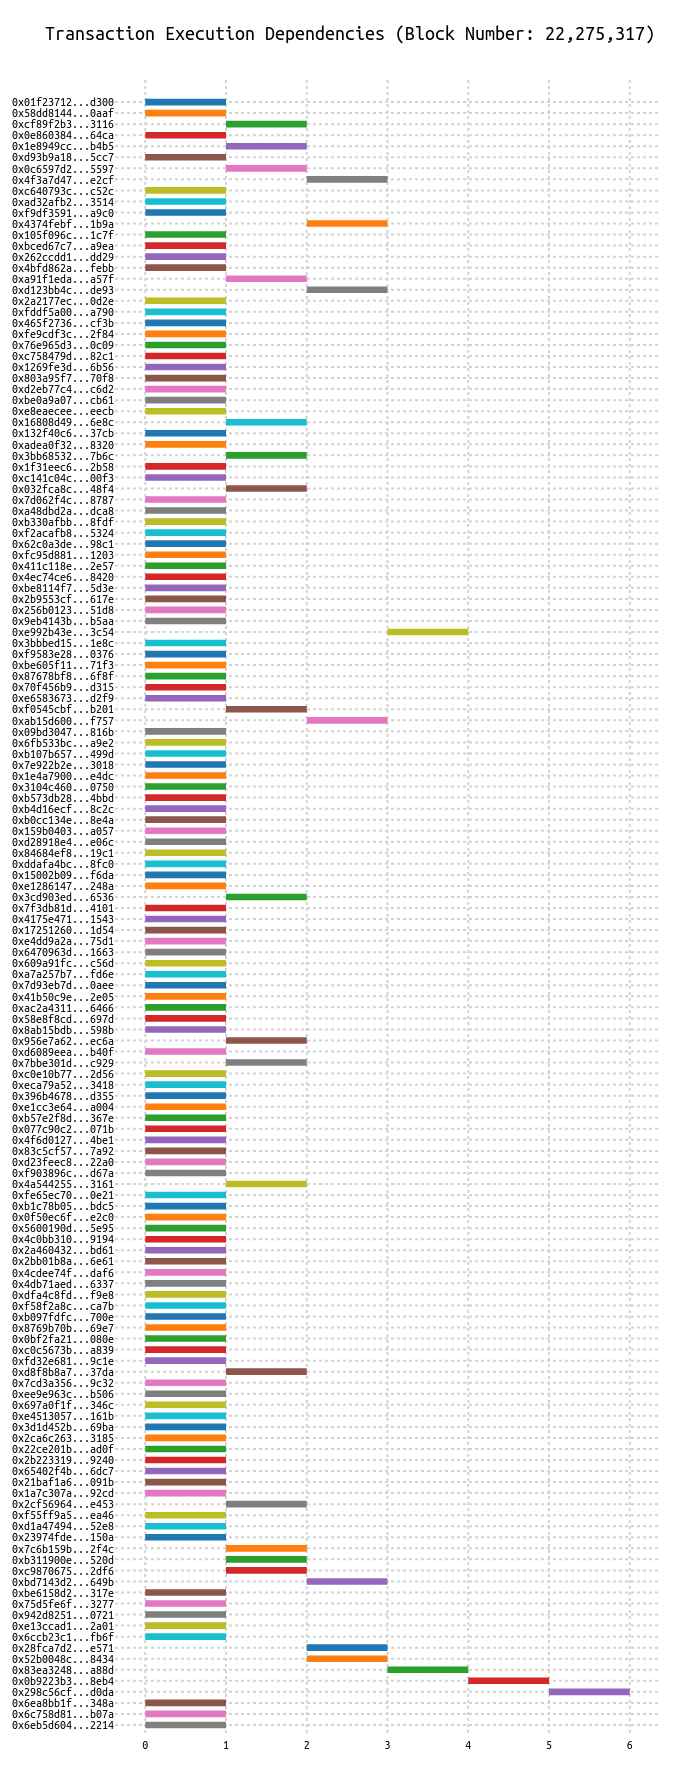 Transaction Execution Dependencies (Block Number: 22,275,317)
0x01f23712...d300
0x58dd8144...0aaf
0xcf89f2b3...3116
0x0e860384...64ca
0x1e8949cc...b4b5
0xd93b9a18...5cc7
0x0c6597d2...5597
0x4f3a7d47...e2cf
0xc640793c...c52c
0xad32afb2...3514
0xf9df3591...a9c0
0x4374febf...1b9a
0x105f096c...1c7f
0xbced67c7...a9ea
0x262ccdd1...dd29
0x4bfd862a...febb
0xa91f1eda...a57f
0xd123bb4c...de93
0x2a2177ec...0d2e
0xfddf5a00...a790
0x465f2736...cf3b
0xfe9cdf3c...2f84
0x76e965d3...0c09
0xc758479d...82c1
0x1269fe3d...6b56
0x803a95f7...70f8
0xd2eb77c4...c6d2
0xbe0a9a07...cb61
0xe8eaecee...eecb
0x16808d49...6e8c
0x132f40c6...37cb
0xadea0f32...8320
0x3bb68532...7b6c
0x1f31eec6...2b58
0xc141c04c...00f3
0x032fca8c...48f4
0x7d062f4c...8787
0xa48dbd2a...dca8
0xb330afbb...8fdf
0xf2acafb8...5324
0x62c0a3de...98c1
0xfc95d881...1203
0x411c118e...2e57
0x4ec74ce6...8420
0xbe8114f7...5d3e
0x2b9553cf...617e
0x256b0123...51d8
0x9eb4143b...b5aa
0xe992b43e...3c54
0x3bbbed15...1e8c
0xf9583e28...0376
0xbe605f11...71f3
0x87678bf8...6f8f
0x70f456b9...d315
0xe6583673...d2f9
0xf0545cbf...b201
0xab15d600...f757
0x09bd3047...816b
0x6fb533bc...a9e2
0xb107b657...499d
0x7e922b2e...3018
0x1e4a7900...e4dc
0x3104c460...0750
0xb573db28...4bbd
0xb4d16ecf...8c2c
0xb0cc134e...8e4a
0x159b0403...a057
0xd28918e4...e06c
0x84684ef8...19c1
0xddafa4bc...8fc0
0x15002b09...f6da
0xe1286147...248a
0x3cd903ed...6536
0x7f3db81d...4101
0x4175e471...1543
0x17251260...1d54
0xe4dd9a2a...75d1
0x6470963d...1663
0x609a91fc...c56d
0xa7a257b7...fd6e
0x7d93eb7d...0aee
0x41b50c9e...2e05
0xac2a4311...6466
0x58e8f8cd...697d
0x8ab15bdb...598b
0x956e7a62...ec6a
0xd6089eea...b40f
0x7bbe301d...c929
0xc0e10b77...2d56
0xeca79a52...3418
0x396b4678...d355
0xe1cc3e64...a004
0xb57e2f8d...367e
0x077c90c2...071b
0x4f6d0127...4be1
0x83c5cf57...7a92
0xd23feec8...22a0
0xf903896c...d67a
0x4a544255...3161
0xfe65ec70...0e21
0xb1c78b05...bdc5
0x0f50ec6f...e2c0
0x5600190d...5e95
0x4c0bb310...9194
0x2a460432...bd61
0x2bb01b8a...6e61
0x4cdee74f...daf6
0x4db71aed...6337
0xdfa4c8fd...f9e8
0xf58f2a8c...ca7b
0xb097fdfc...700e
0x8769b70b...69e7
0x0bf2fa21...080e
0xc0c5673b...a839
0xfd32e681...9c1e
0xd8f8b8a7...37da
0x7cd3a356...9c32
0xee9e963c...b506
0x697a0f1f...346c
0xe4513057...161b
0x3d1d452b...69ba
0x2ca6c263...3185
0x22ce201b...ad0f
0x2b223319...9240
0x65402f4b...6dc7
0x21baf1a6...091b
0x1a7c307a...92cd
0x2cf56964...e453
0xf55ff9a5...ea46
0xd1a47494...52e8
0x23974fde...150a
0x7c6b159b...2f4c
0xb311900e...520d
0xc9870675...2df6
0xbd7143d2...649b
0xbe6158d2...317e
0x75d5fe6f...3277
0x942d8251...0721
0xe13ccad1...2a01
0x6ccb23c1...fb6f
0x28fca7d2...e571
0x52b0048c...8434
0x83ea3248...a88d
0x0b9223b3...8eb4
0x298c56cf...d0da
0x6ea8bb1f...348a
0x6c758d81...b07a
0x6eb5d604...2214
0 1 2 3 4 5 6